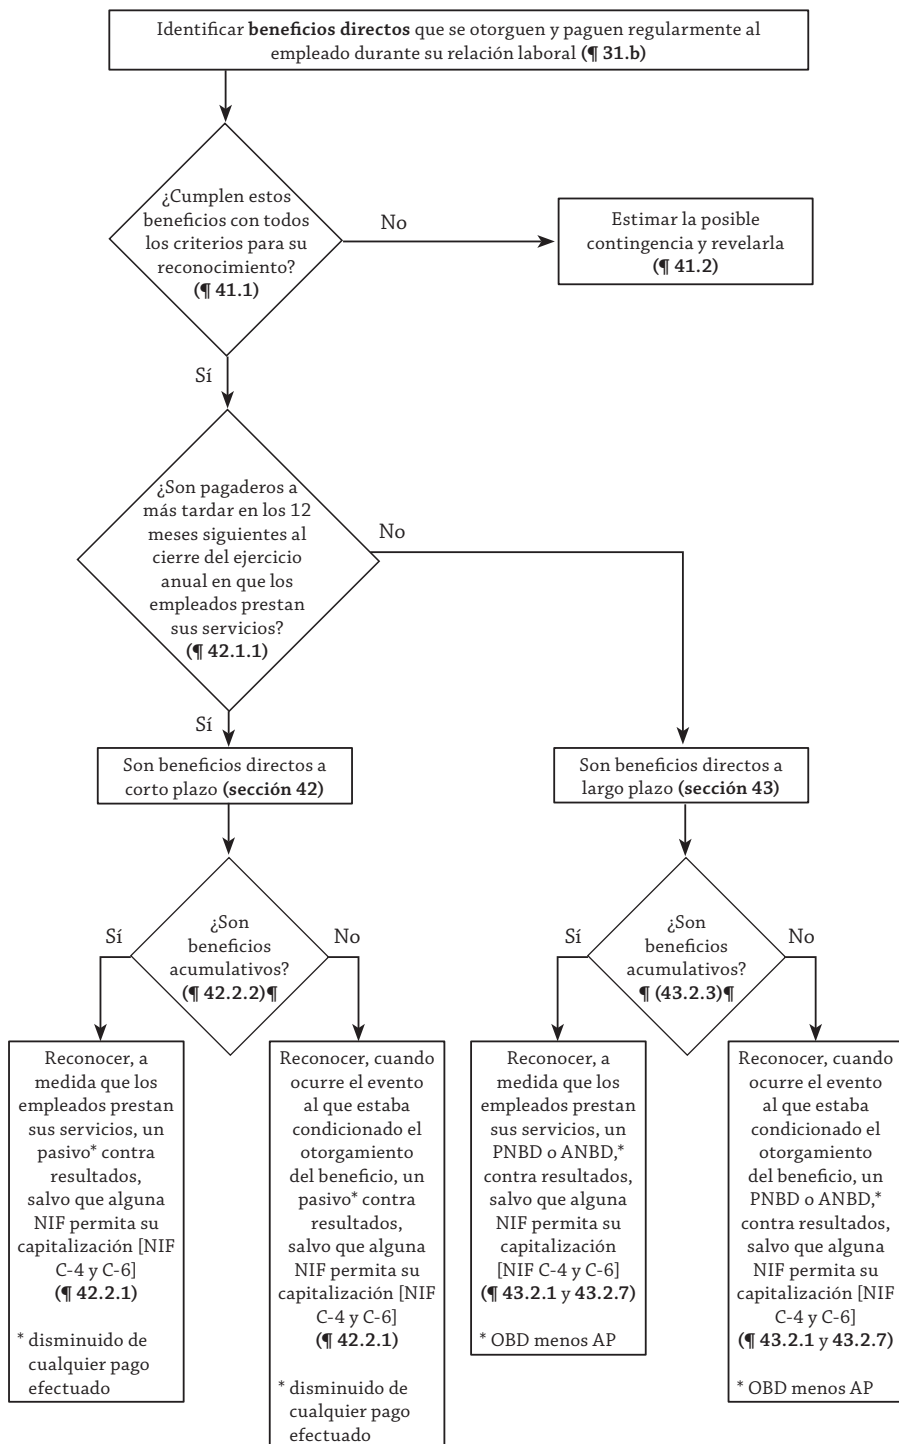 Identificar beneficios directos que se otorguen y paguen regularmente al
empleado durante su relación laboral (¶ 31.b)
¿Cumplen estos
beneficios con todos
los criterios para su
reconocimiento?
(¶ 41.1)
No
Estimar la posible
contingencia y revelarla
(¶ 41.2)
Sí
¿Son pagaderos a
más tardar en los 12
meses siguientes al
cierre del ejercicio
anual en que los
empleados prestan
sus servicios?
(¶ 42.1.1)
No
Sí
Son beneficios directos a
corto plazo (sección 42)
Son beneficios directos a
largo plazo (sección 43)
¿Son
beneficios
acumulativos?
(¶ 42.2.2)¶
Sí
No
¿Son
beneficios
acumulativos?
¶ (43.2.3)¶
Sí
No
Reconocer, a
medida que los
empleados prestan
sus servicios, un
pasivo* contra
resultados,
salvo que alguna
NIF permita su
capitalización [NIF
C-4 y C-6]
(¶ 42.2.1)
* disminuido de
cualquier pago
efectuado
Reconocer, cuando
ocurre el evento
al que estaba
condicionado el
otorgamiento
del beneficio, un
pasivo* contra
resultados,
salvo que alguna
NIF permita su
capitalización [NIF
C-4 y C-6]
(¶ 42.2.1)
* disminuido de
cualquier pago
efectuado
Reconocer, a
medida que los
empleados prestan
sus servicios, un
PNBD o ANBD,*
contra resultados,
salvo que alguna
NIF permita su
capitalización
[NIF C-4 y C-6]
(¶ 43.2.1 y 43.2.7)
* OBD menos AP
Reconocer, cuando
ocurre el evento
al que estaba
condicionado el
otorgamiento
del beneficio, un
PNBD o ANBD,*
contra resultados,
salvo que alguna
NIF permita su
capitalización [NIF
C-4 y C-6]
(¶ 43.2.1 y 43.2.7)
* OBD menos AP